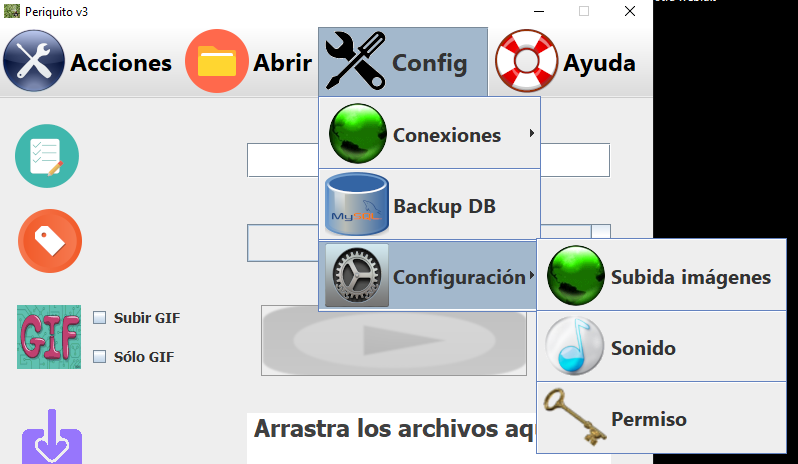 Periquito v3
Acciones
Abrir
Config
Ayuda
Conexiones
MySQL
Backup DB
Configuración
Subida imágenes
Sonido
Permiso
GIF
Subir GIF
Sólo GIF
Arrastra los archivos aq